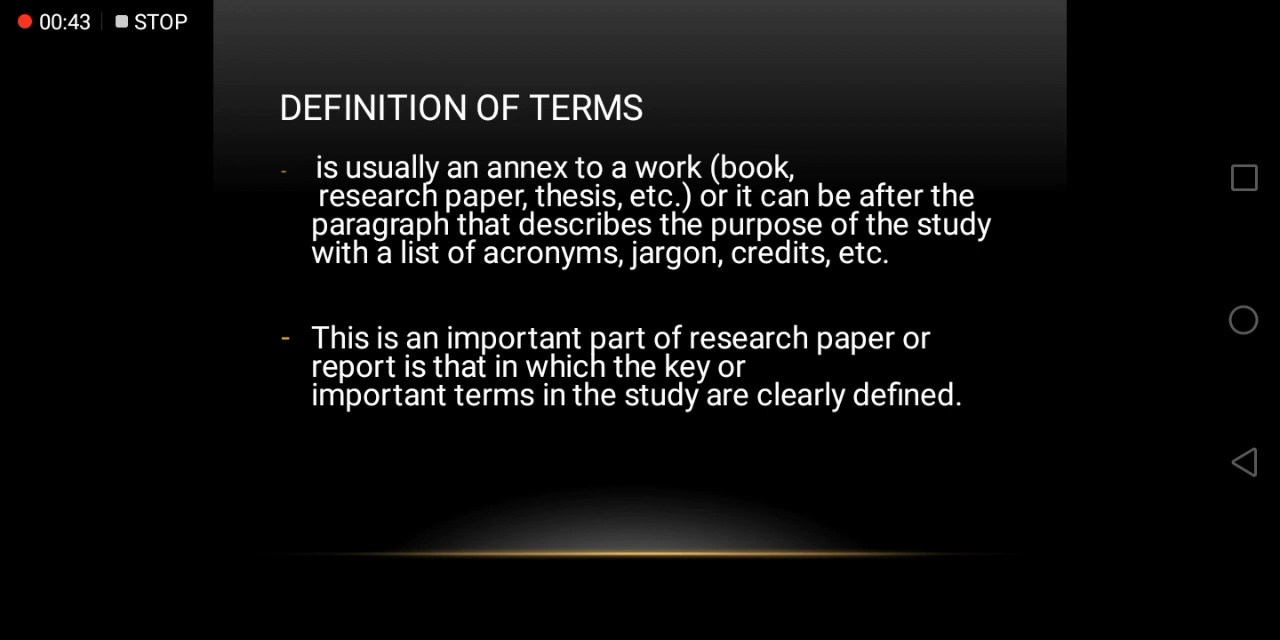 00:43 STOP
DEFINITION OF TERMS
- is usually an annex to a work (book,
research paper, thesis, etc.) or it can be after the
paragraph that describes the purpose of the study
with a list of acronyms, jargon, credits, etc.
- This is an important part of research paper or
report is that in which the key or
important terms in the study are clearly defined.